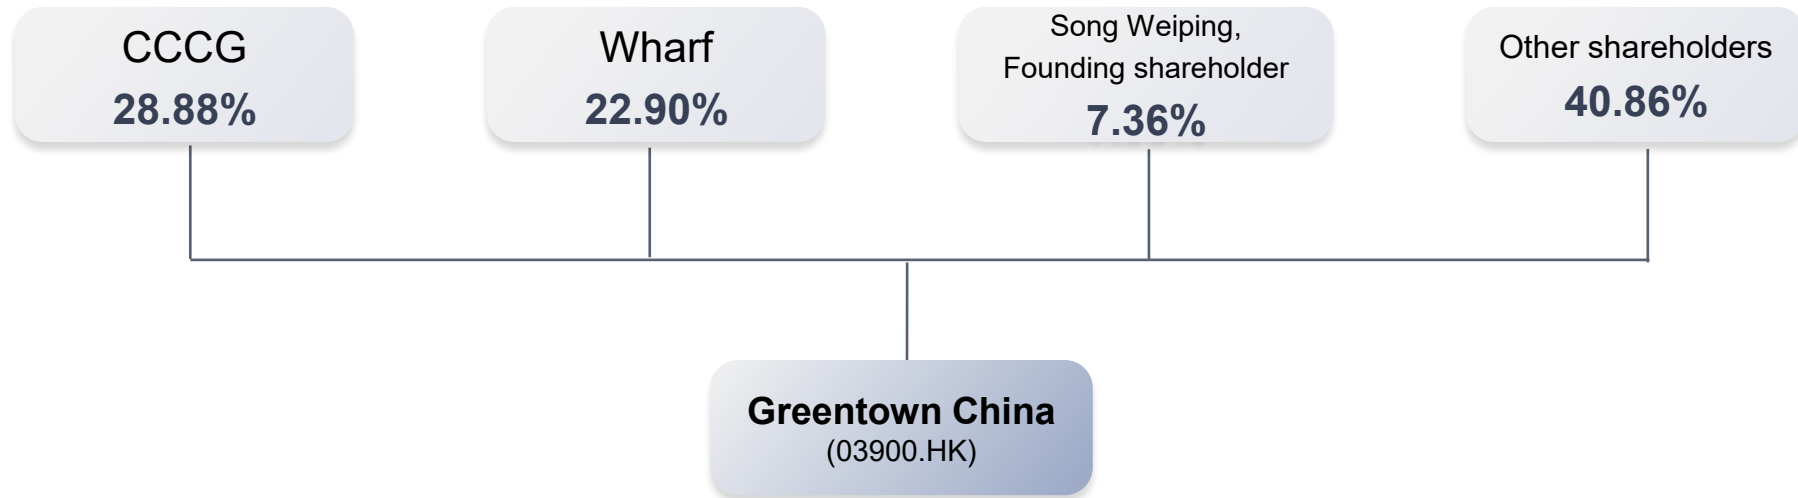 CCCG
28.88%
Wharf
22.90%
Song Weiping,
Founding shareholder
7.36%
Other shareholders
40.86%
Greentown China
(03900.HK)